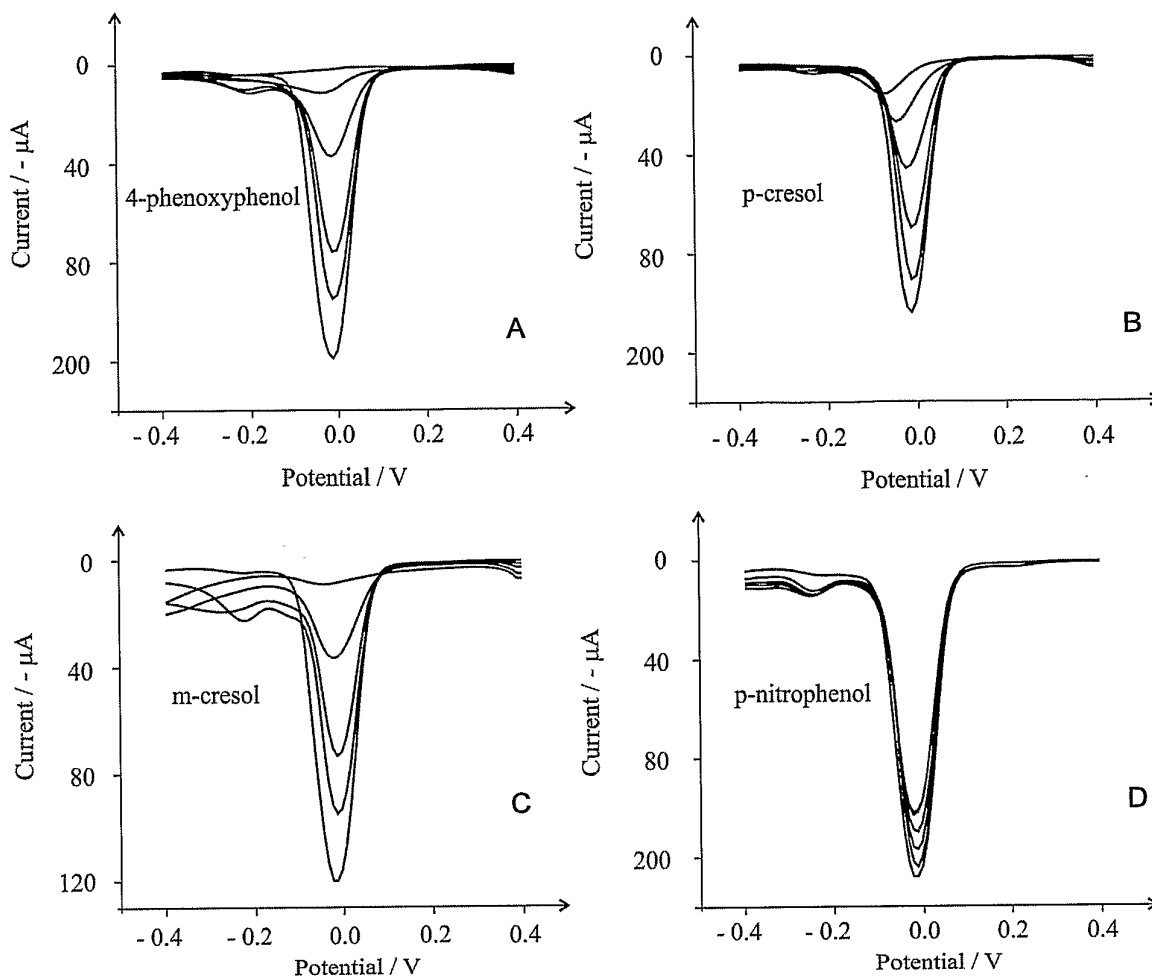 0
40
80
200
Current / - μA
4-phenoxyphenol
A
- 0.4
- 0.2
0.0
0.2
0.4
Potential / V
0
40
80
200
Current / - μA
p-cresol
B
- 0.4
- 0.2
0.0
0.2
0.4
Potential / V
0
40
80
120
Current / - μA
m-cresol
C
- 0.4
- 0.2
0.0
0.2
0.4
Potential / V
0
40
80
200
Current / - μA
p-nitrophenol
D
- 0.4
- 0.2
0.0
0.2
0.4
Potential / V